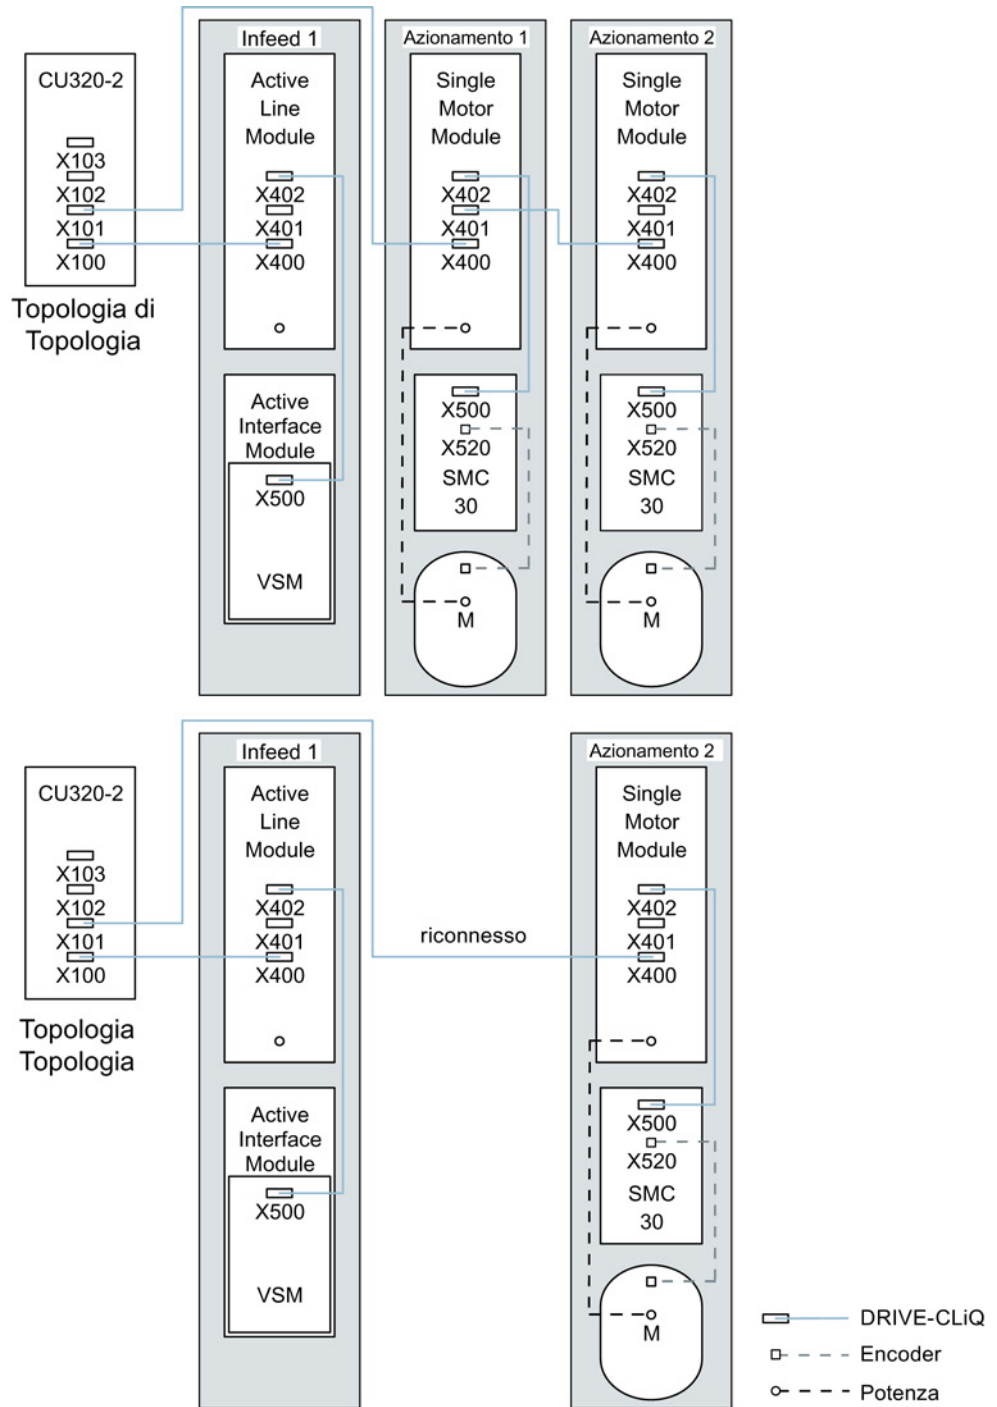 Infeed 1
Azionamento 1
Azionamento 2
CU320-2
X103
X102
X101
X100
Topologia di
Topologia
Active
Line
Module
X402
X401
X400
Active
Interface
Module
X500
VSM
Single
Motor
Module
X402
X401
X400
X500
X520
SMC
30
M
Single
Motor
Module
X402
X401
X400
X500
X520
SMC
30
M
Infeed 1
Azionamento 2
CU320-2
X103
X102
X101
X100
Topologia
Topologia
Active
Line
Module
X402
X401
X400
Active
Interface
Module
X500
VSM
riconnesso
Single
Motor
Module
X402
X401
X400
X500
X520
SMC
30
M
DRIVE-CLiQ
Encoder
Potenza